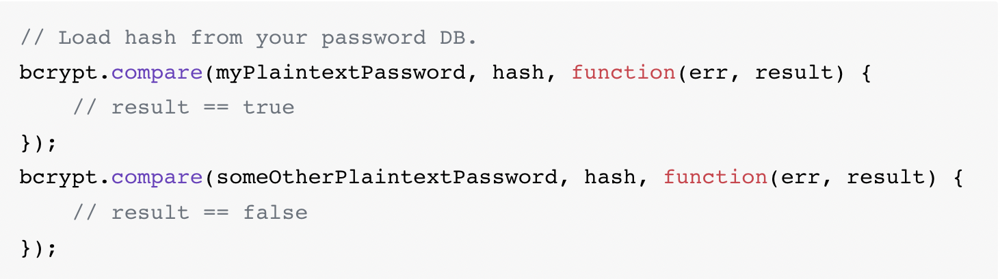 // Load hash from your password DB.
bcrypt.compare(myPlaintextPassword, hash, function(err, result) {
    // result == true
});
bcrypt.compare(someOtherPlaintextPassword, hash, function(err, result) {
    // result == false
});